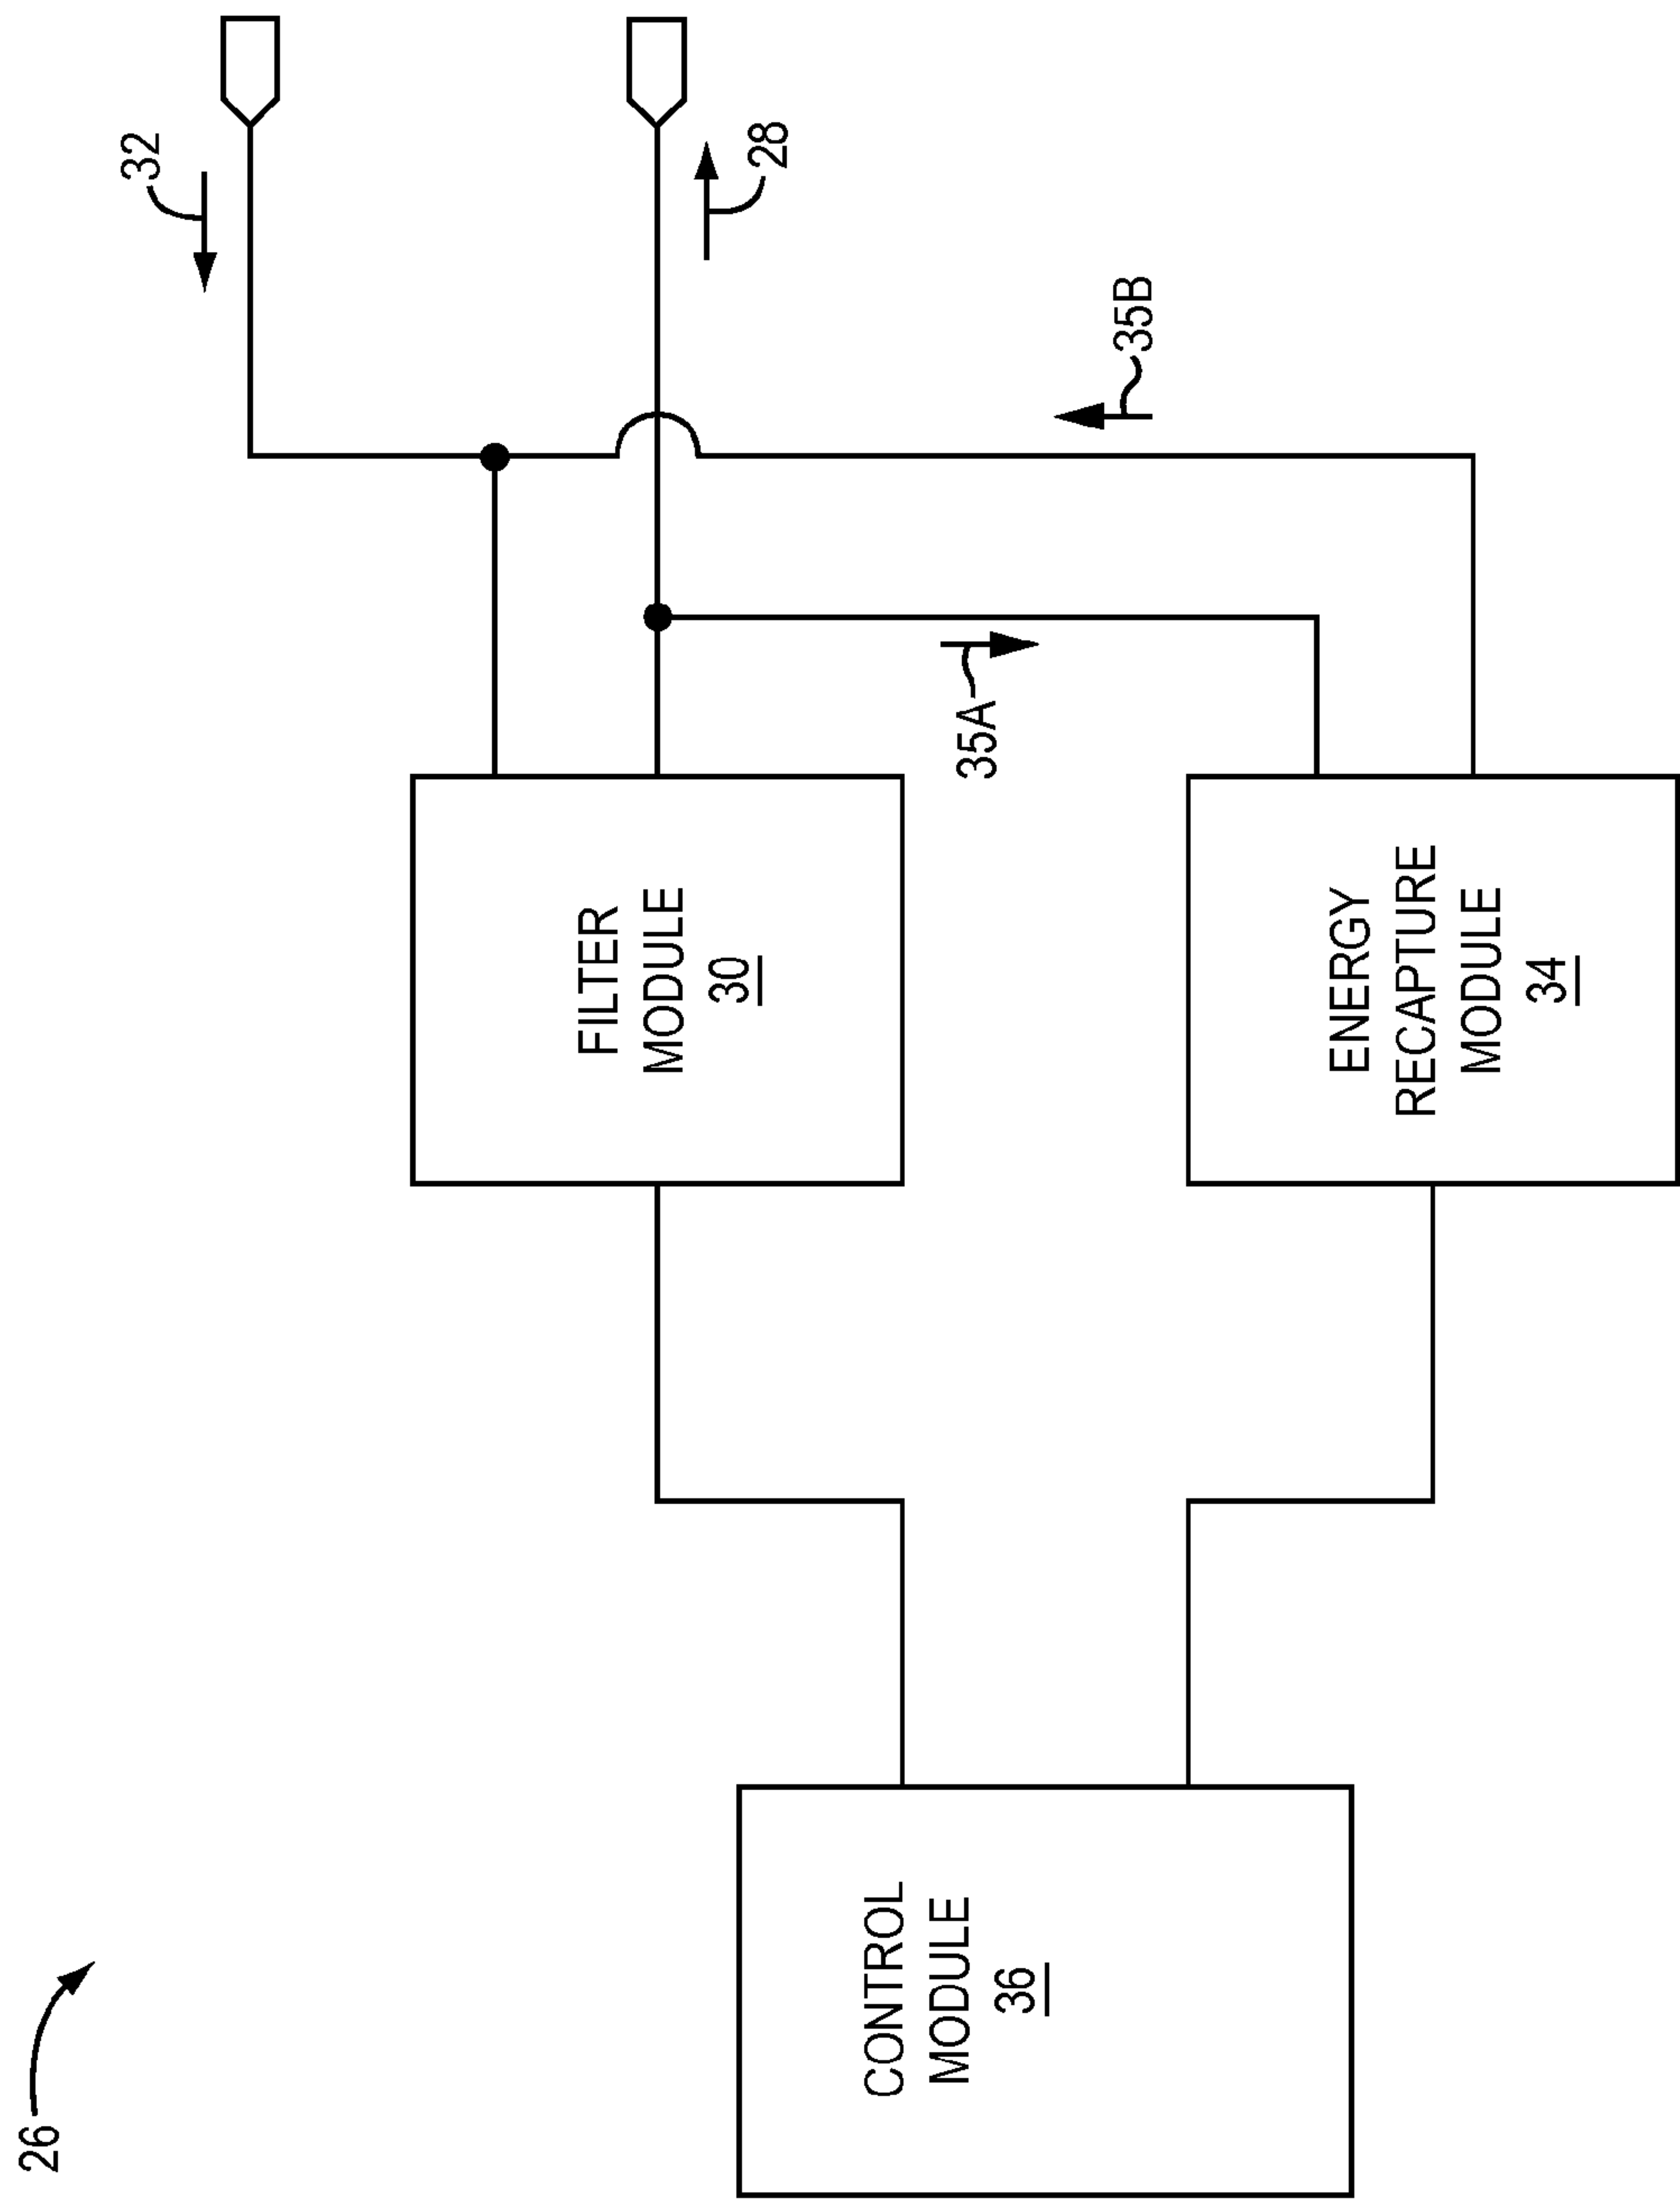 26
32
28
35B
35A
FILTER
MODULE
30
ENERGY
RECAPTURE
MODULE
34
CONTROL
MODULE
36